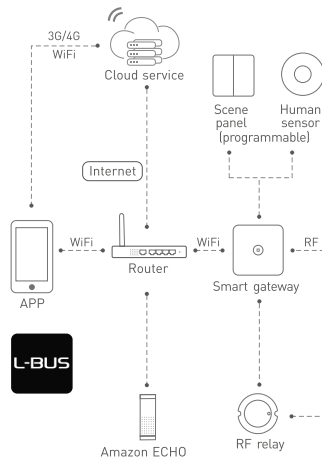 3G/4G
WiFi
Cloud service
Scene
panel
Human
sensor
(programmable)
Internet
WiFi
WiFi
RF
Router
Smart gateway
APP
L-BUS
Amazon ECHO
RF relay